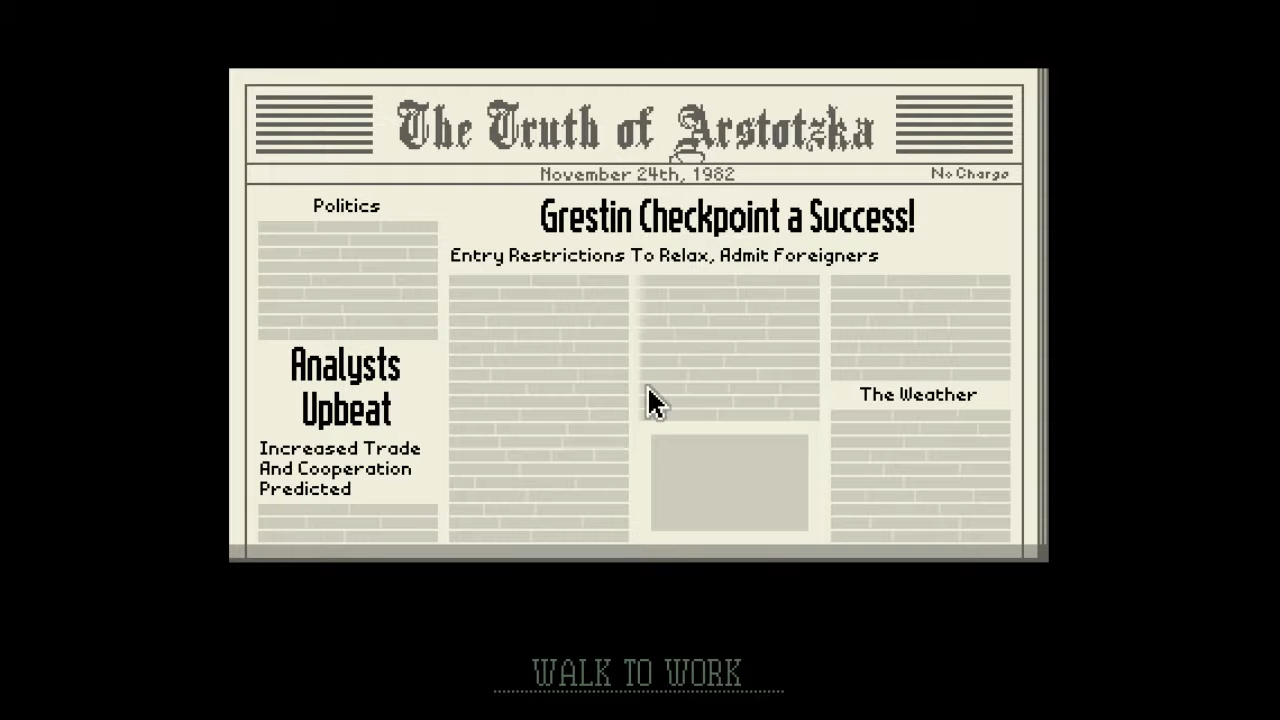 The Truth of Arstotzka
November 24th, 1982
No Charge
Politics
Analysts
Upbeat
Increased Trade
And Cooperation
Predicted
Grestin Checkpoint a Success!
Entry Restrictions To Relax, Admit Foreigners
The Weather
WALK TO WORK